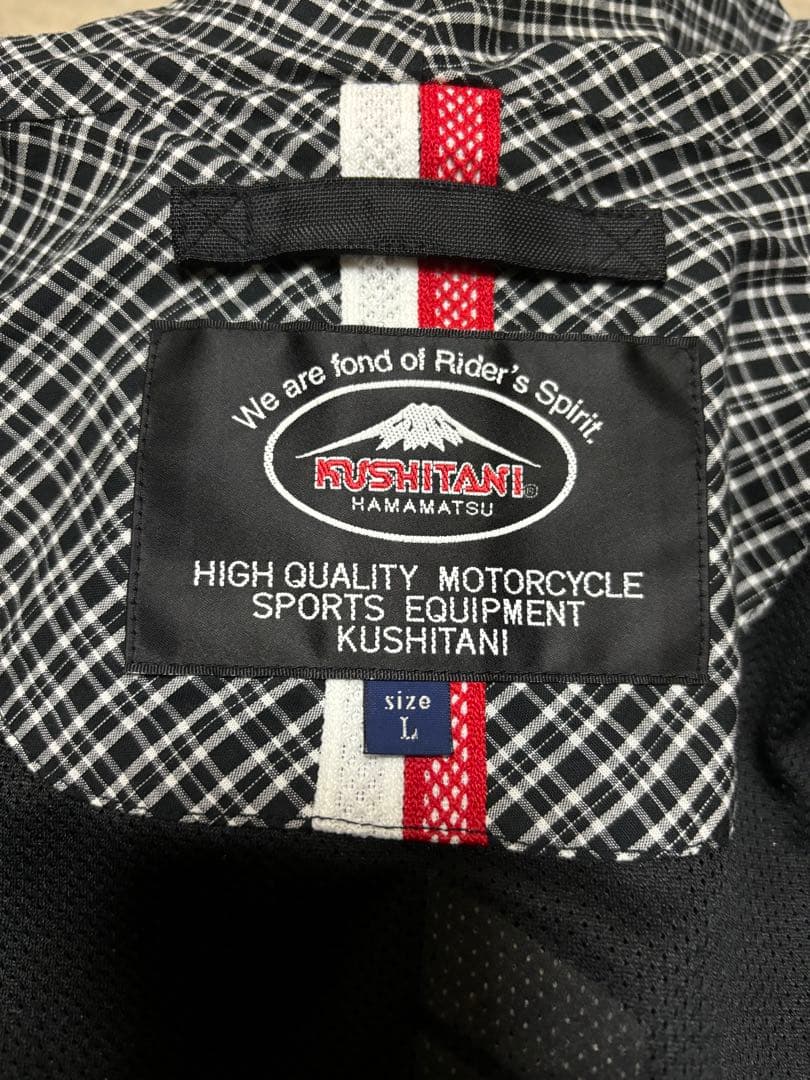 We are fond of Rider's Spirit.
KUSHITANI®
HAMAMATSU
HIGH QUALITY MOTORCYCLE
SPORTS EQUIPMENT
KUSHITANI
size
L